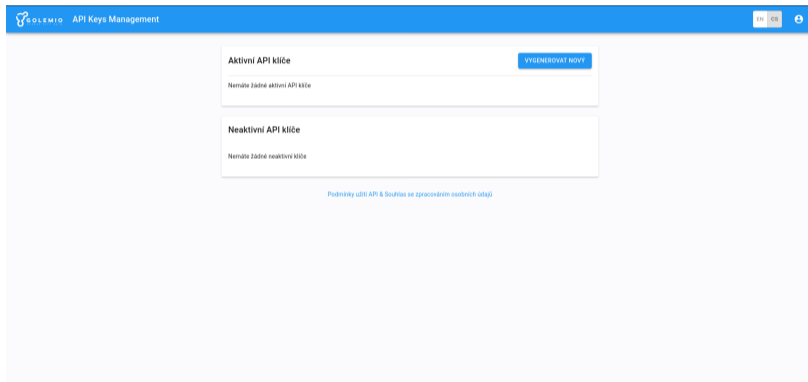 GOLEMIO API Keys Management
EN CS
Aktivní API klíče
VYGENEROVAT NOVÝ
Nemáte žádné aktivní API klíče
Neaktivní API klíče
Nemáte žádné neaktivní klíče
Podmínky užití API & Souhlas se zpracováním osobních údajů